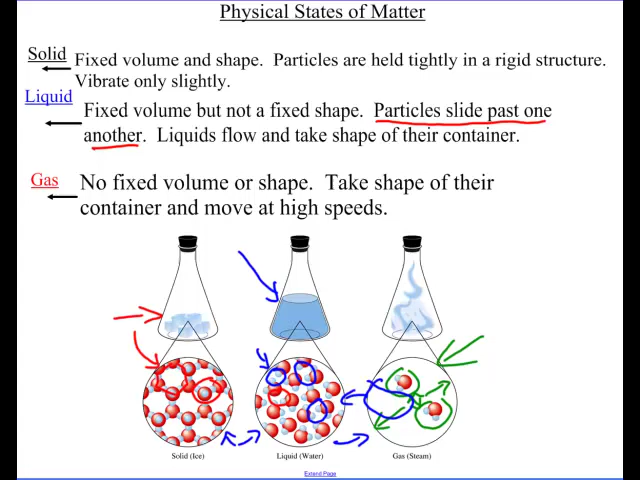 Physical States of Matter
Solid Fixed volume and shape. Particles are held tightly in a rigid structure.
Vibrate only slightly.
Liquid
Fixed volume but not a fixed shape. Particles slide past one
another. Liquids flow and take shape of their container.
Gas No fixed volume or shape. Take shape of their
container and move at high speeds.
Solid (Ice) Liquid (Water) Gas (Steam)
Extend Page